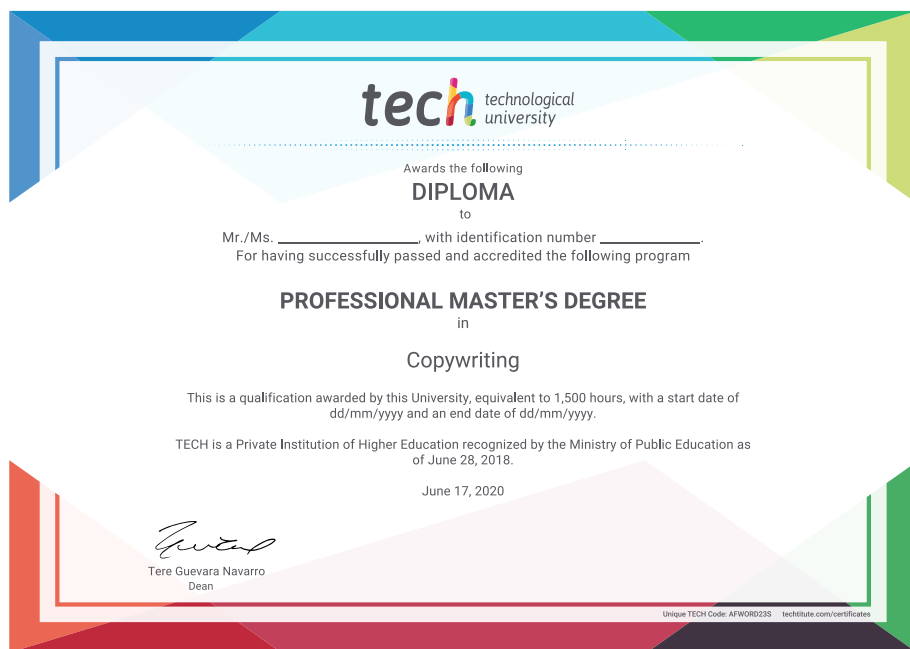 tech technological
university
Awards the following
DIPLOMA
to
Mr./Ms. ____________________, with identification number ______________.
For having successfully passed and accredited the following program
PROFESSIONAL MASTER'S DEGREE
in
Copywriting
This is a qualification awarded by this University, equivalent to 1,500 hours, with a start date of
dd/mm/yyyy and an end date of dd/mm/yyyy.
TECH is a Private Institution of Higher Education recognized by the Ministry of Public Education as
of June 28, 2018.
June 17, 2020
Tere Guevara Navarro
Dean
Unique TECH Code: AFWORD23S techtitute.com/certificates